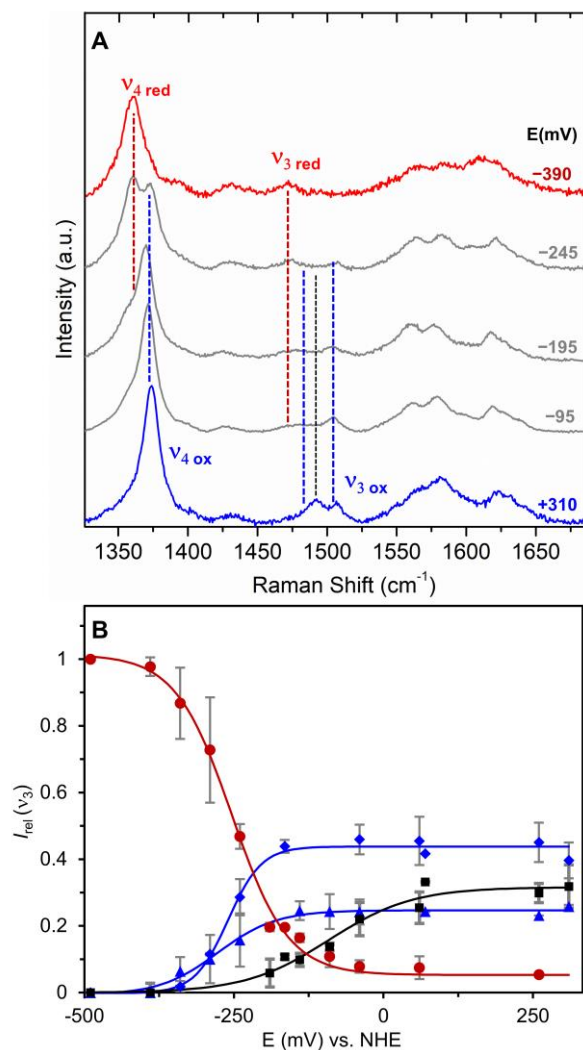 A
ν4 red
E(mV)
ν3 red
−390
−245
−195
−95
ν4 ox
ν3 ox
+310
Intensity (a.u.)
1350 1400 1450 1500 1550 1600 1650
Raman Shift (cm-1)
B
1
0.8
0.6
0.4
0.2
0
Irel (ν3)
-500 -250 0 250
E (mV) vs. NHE